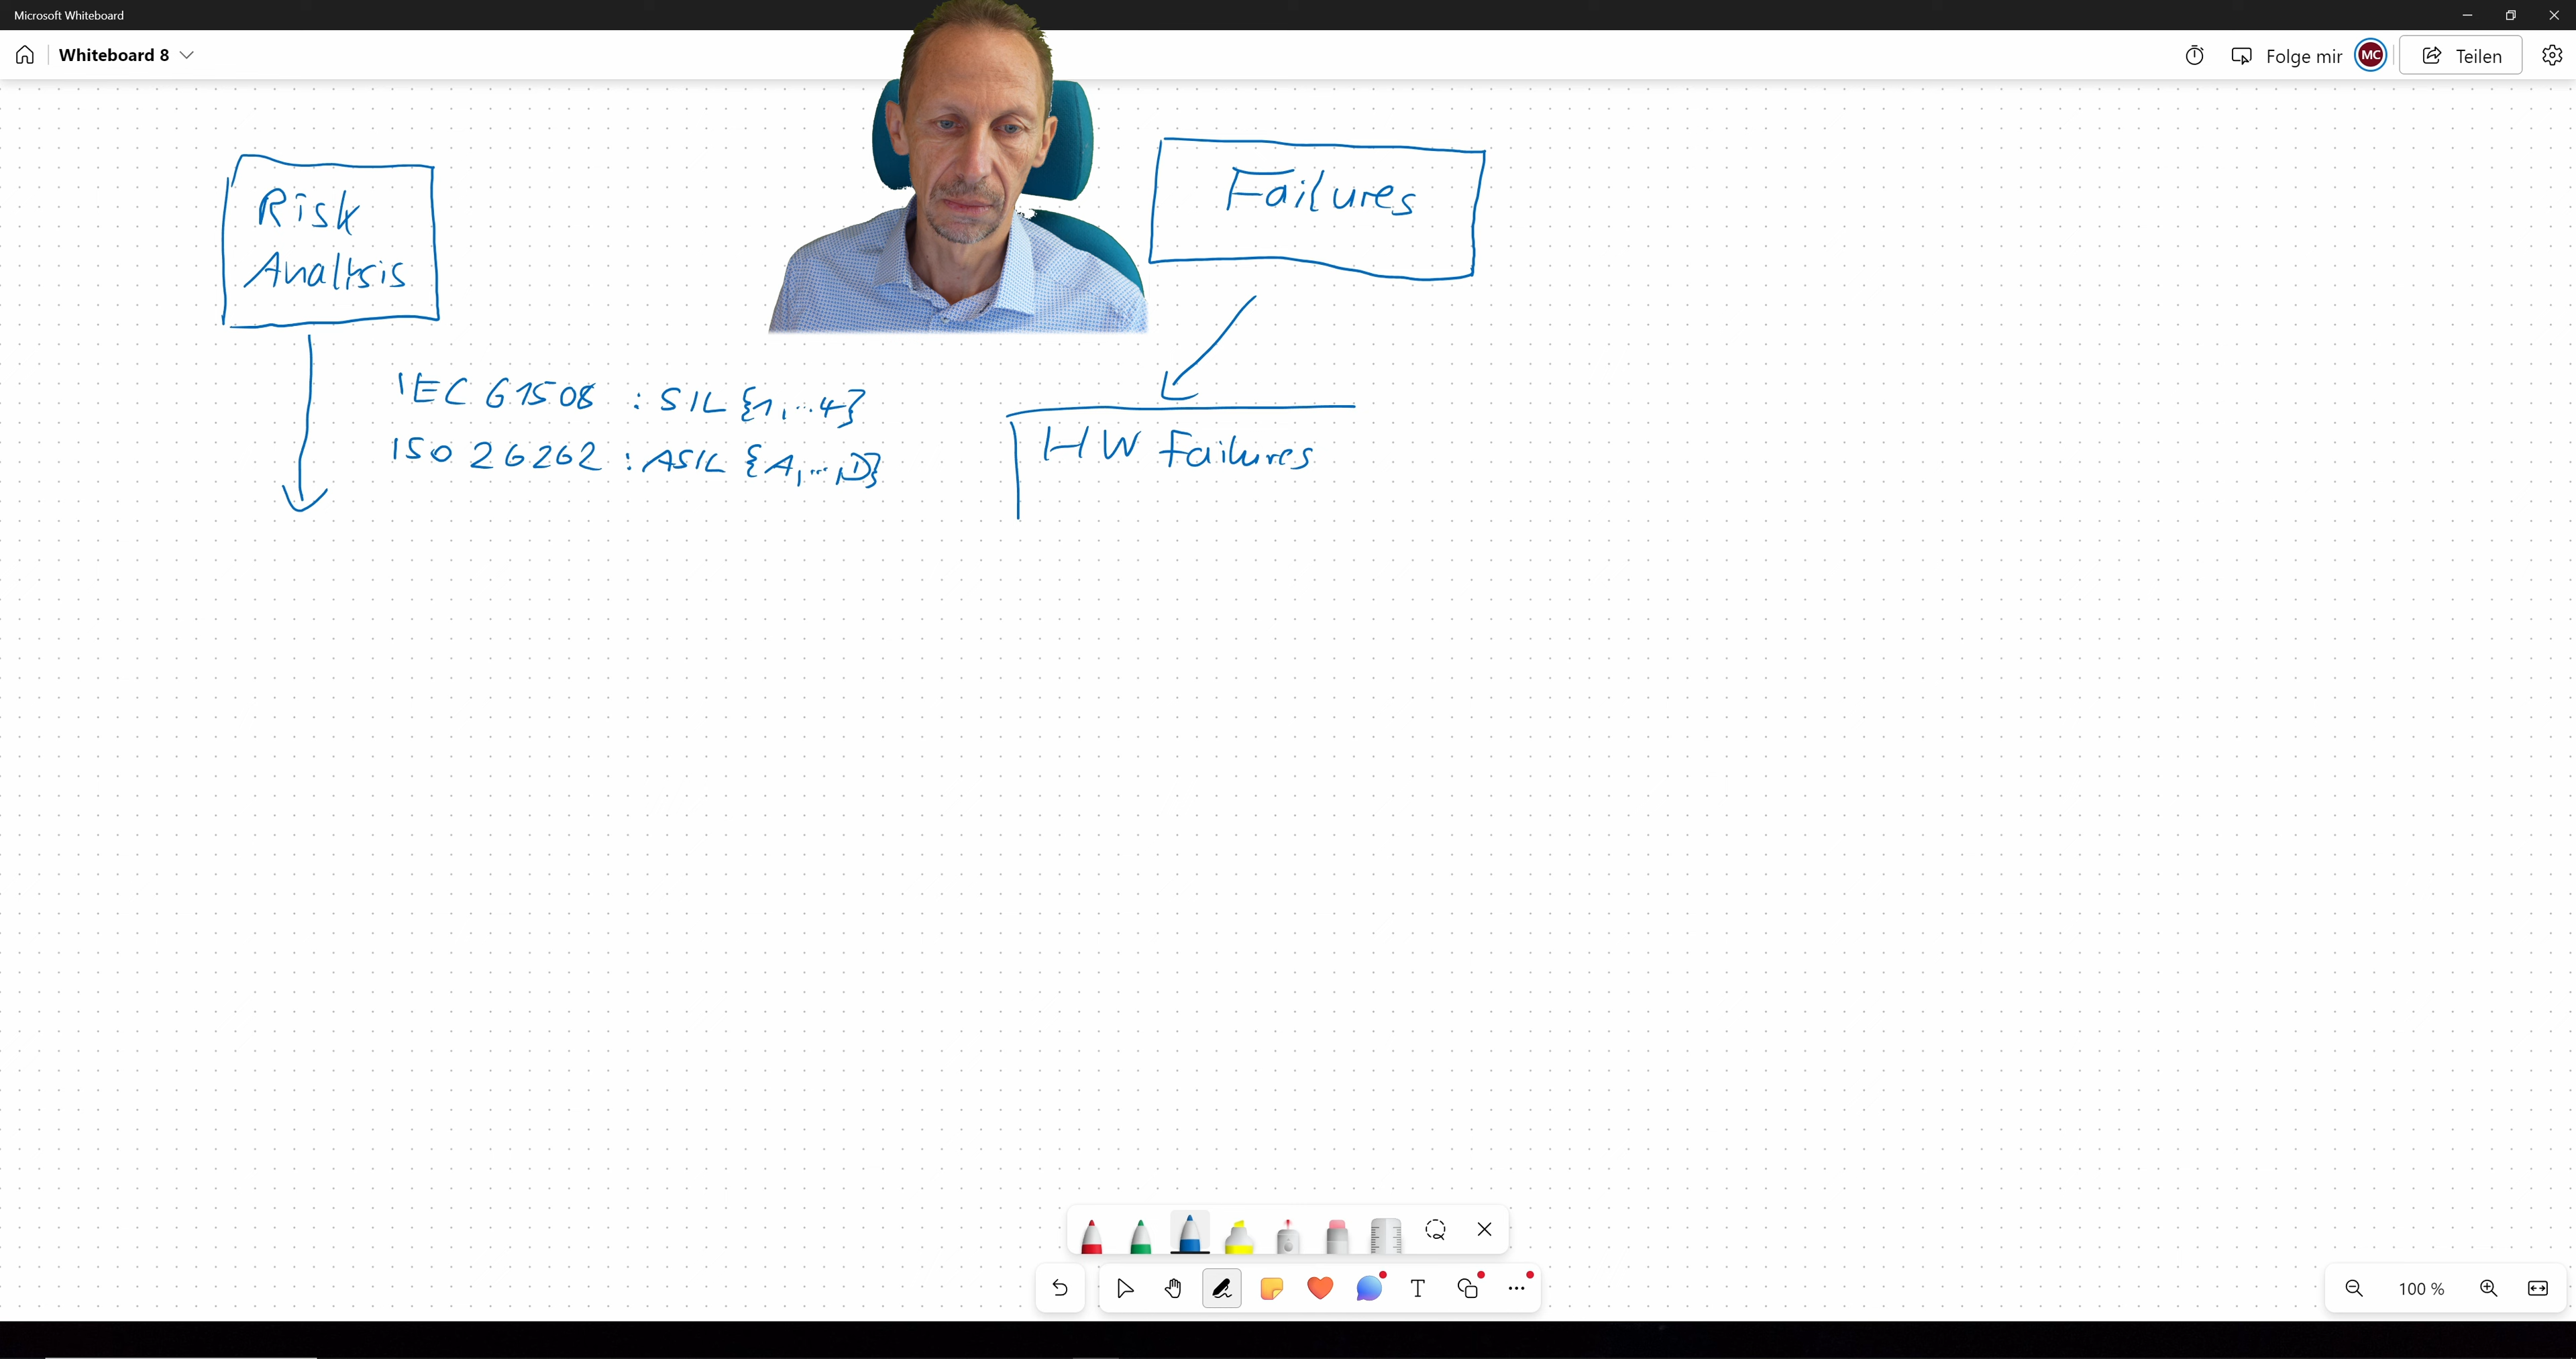 Microsoft Whiteboard
Whiteboard 8
Folge mir
MC
Teilen
Risk
Analysis
IEC 61508 : SIL {1,...4}
ISO 26262 : ASIL {A,...,D}
Failures
HW Failures
T
100 %